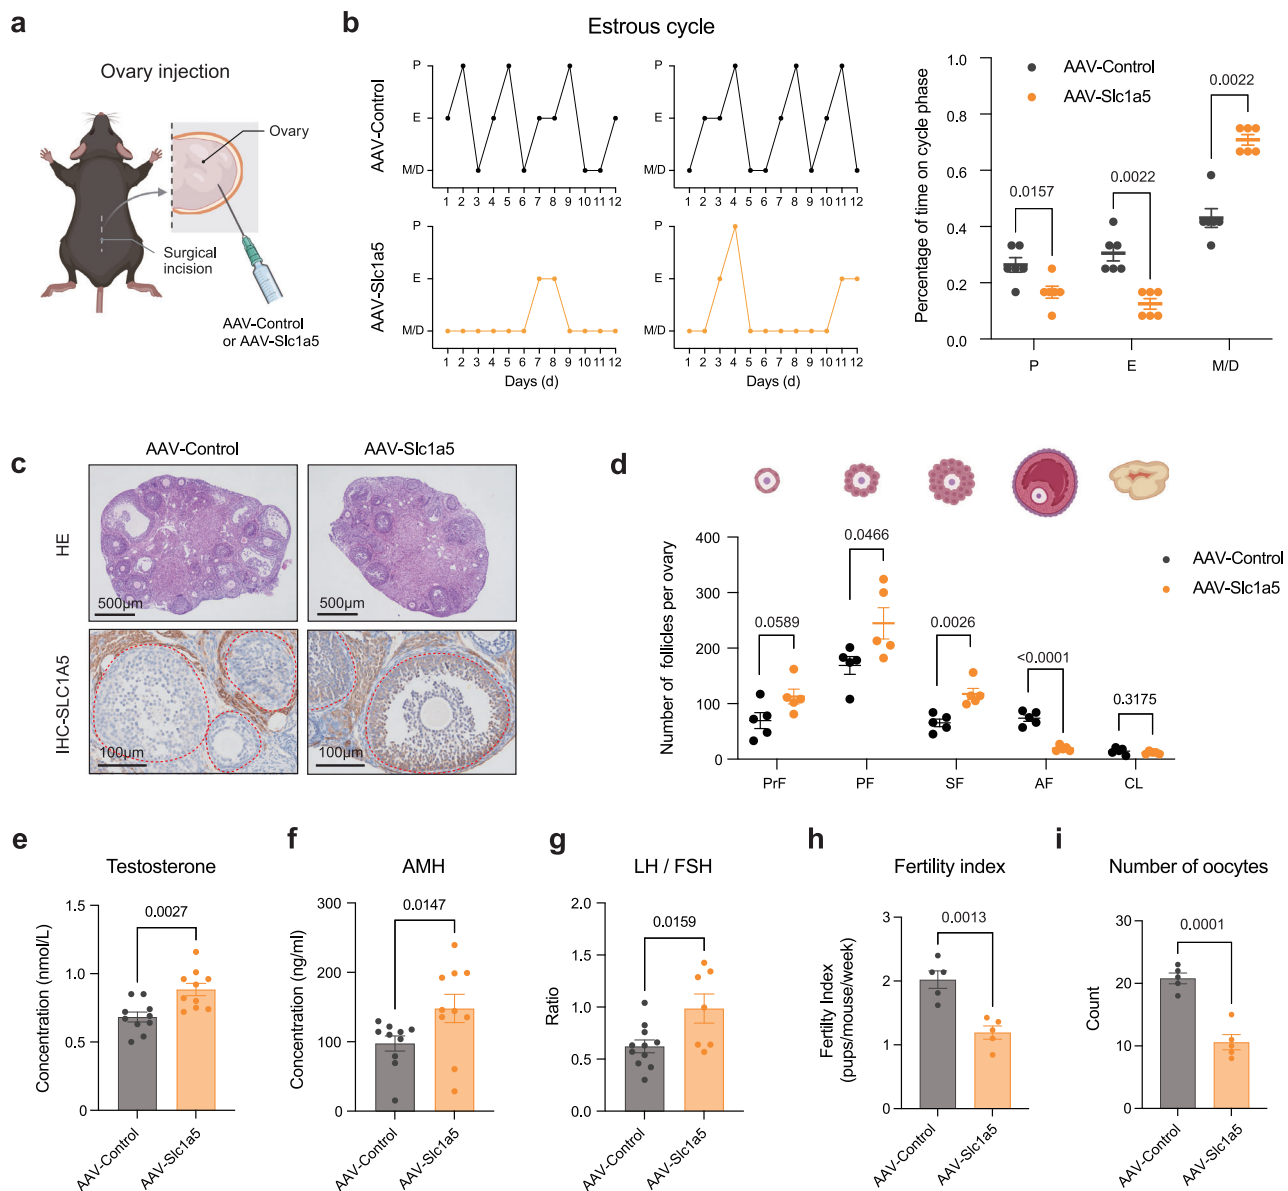 a
Ovary injection
Ovary
Surgical
incision
AAV-Control
or AAV-Slc1a5
b
Estrous cycle
AAV-Control
P
E
M/D
1 2 3 4 5 6 7 8 9 10 11 12
P
E
M/D
1 2 3 4 5 6 7 8 9 10 11 12
AAV-Slc1a5
P
E
M/D
1 2 3 4 5 6 7 8 9 10 11 12
Days (d)
P
E
M/D
1 2 3 4 5 6 7 8 9 10 11 12
Days (d)
Percentage of time on cycle phase
1.0
0.8
0.6
0.4
0.2
0.0
AAV-Control
AAV-Slc1a5
0.0157
0.0022
0.0022
P E M/D
c
AAV-Control AAV-Slc1a5
HE
500μm 500μm
IHC-SLC1A5
100μm 100μm
d
Number of follicles per ovary
400
300
200
100
0
0.0589
0.0466
0.0026
<0.0001
0.3175
AAV-Control
AAV-Slc1a5
PrF PF SF AF CL
e
Testosterone
Concentration (nmol/L)
1.5
1.0
0.5
0
0.0027
AAV-Control
AAV-Slc1a5
f
AMH
Concentration (ng/ml)
300
200
100
0
0.0147
AAV-Control
AAV-Slc1a5
g
LH / FSH
Ratio
2.0
1.5
1.0
0.5
0.0
0.0159
AAV-Control
AAV-Slc1a5
h
Fertility index
Fertility Index
(pups/mouse/week)
3
2
1
0
0.0013
AAV-Control
AAV-Slc1a5
i
Number of oocytes
Count
30
20
10
0
0.0001
AAV-Control
AAV-Slc1a5